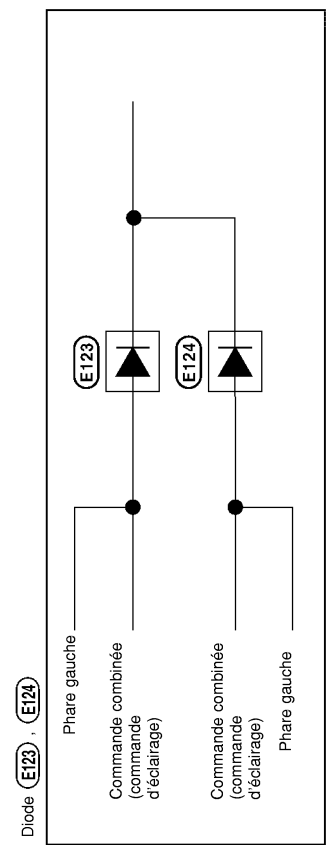 Diode E123 , E124
Phare gauche
Commande combinée
(commande
d'éclairage)
Commande combinée
(commande
d'éclairage)
Phare gauche
E123
E124